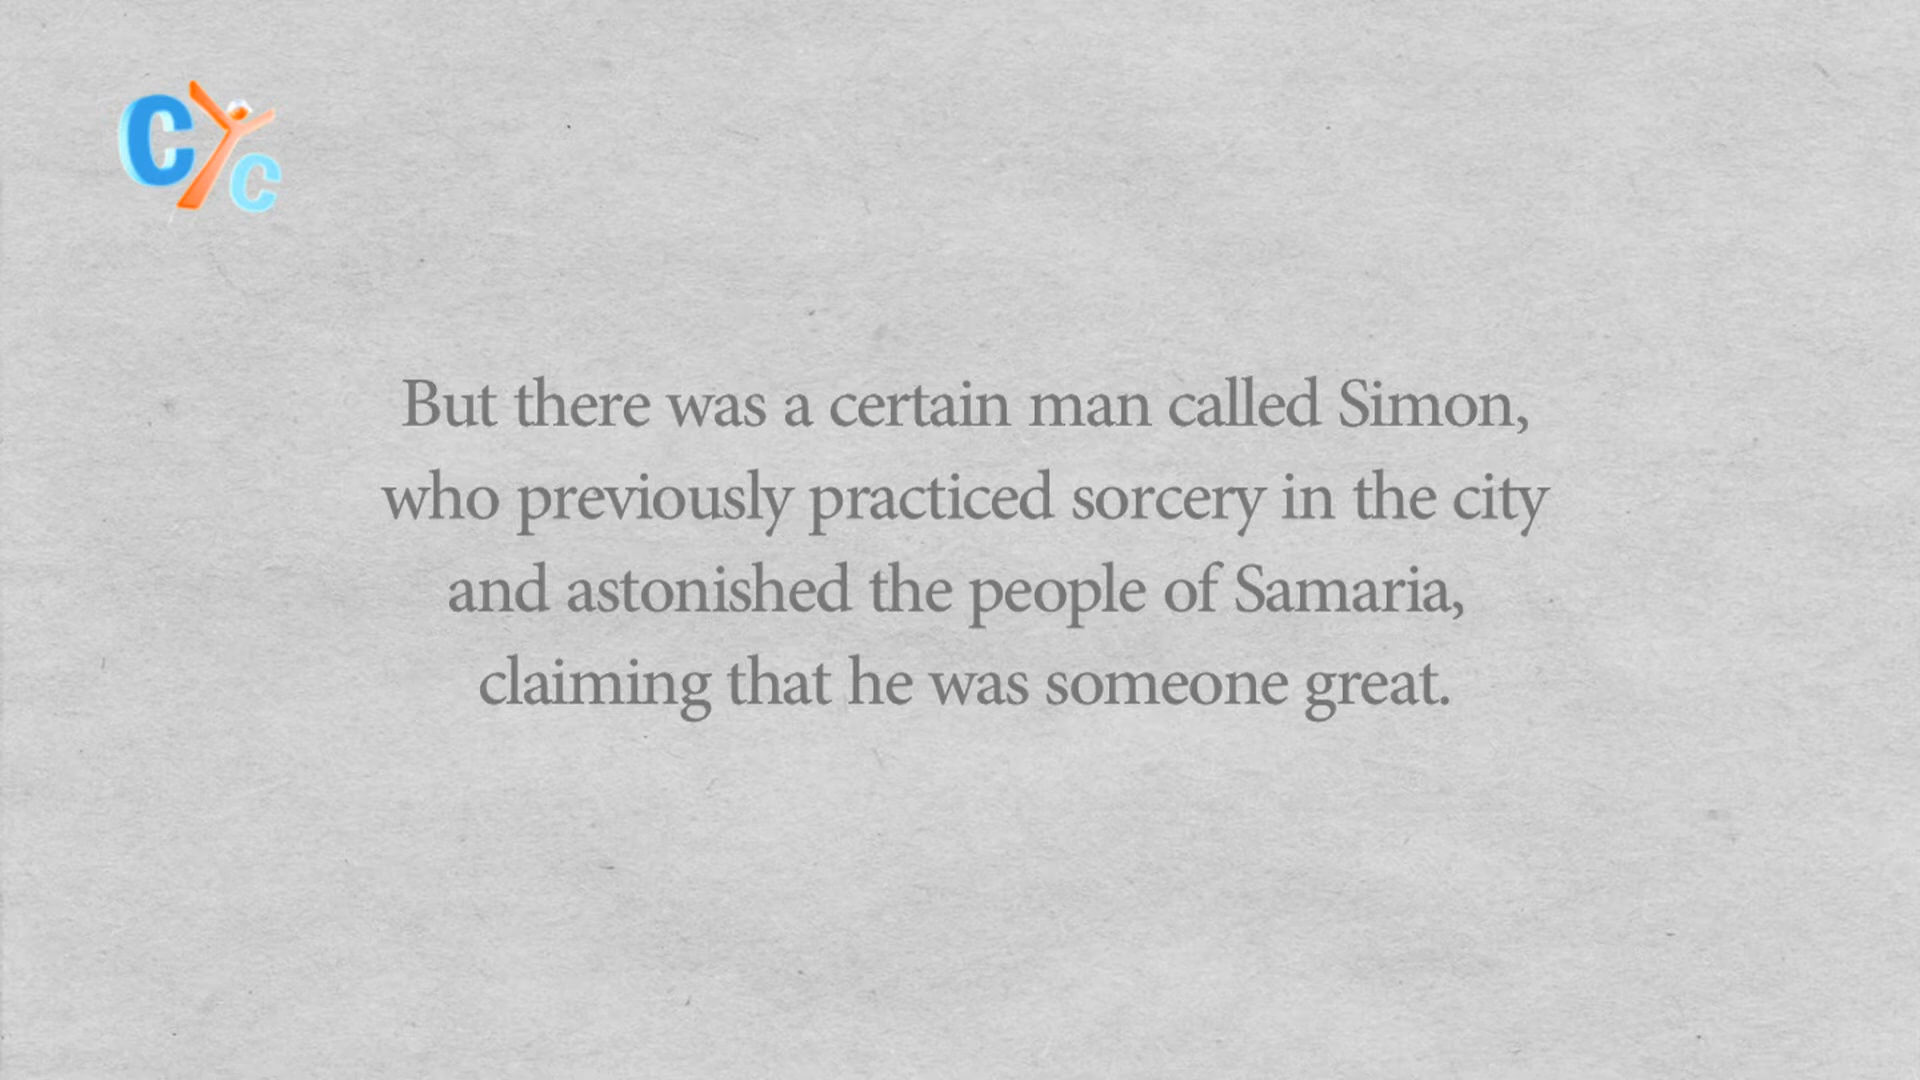 CYC
But there was a certain man called Simon,
who previously practiced sorcery in the city
and astonished the people of Samaria,
claiming that he was someone great.